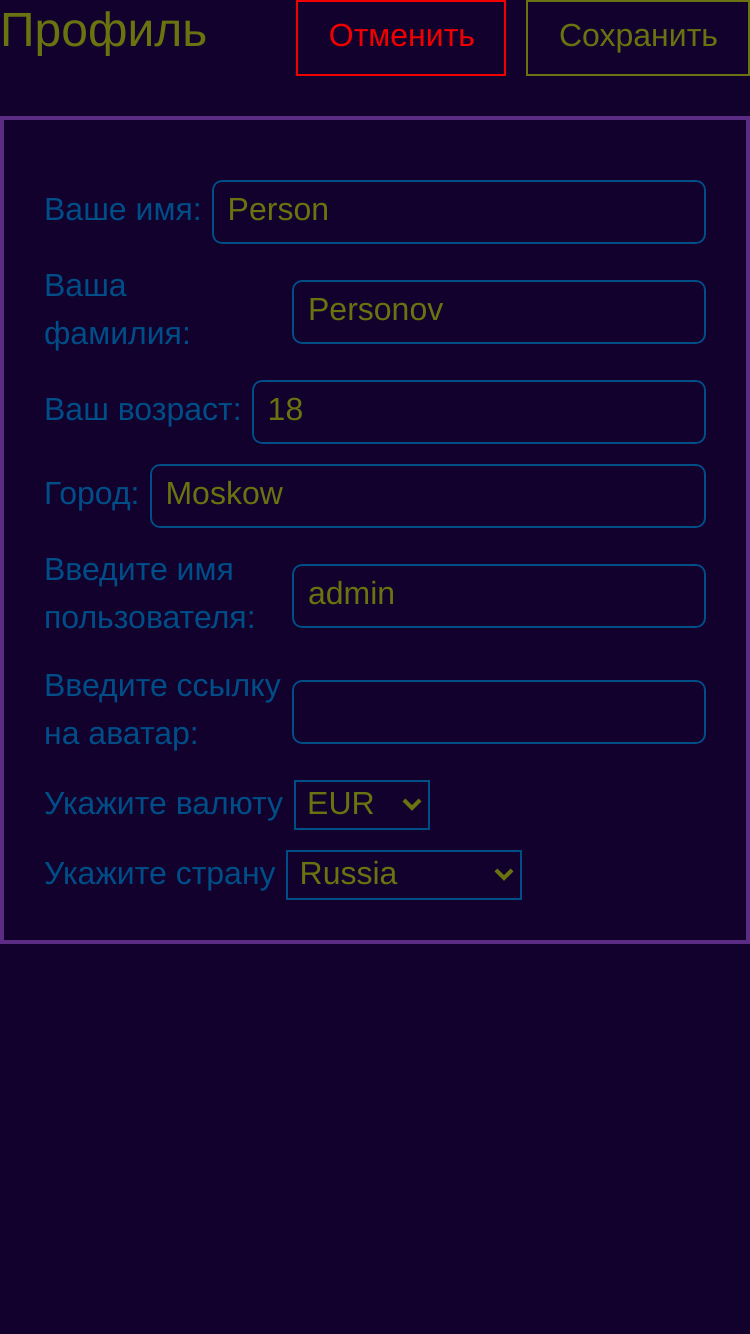 Профиль
Отменить
Сохранить
Ваше имя: Person
Ваша
фамилия:
Personov
Ваш возраст: 18
Город: Moskow
Введите имя
пользователя:
admin
Введите ссылку
на аватар:
Укажите валюту EUR
Укажите страну Russia